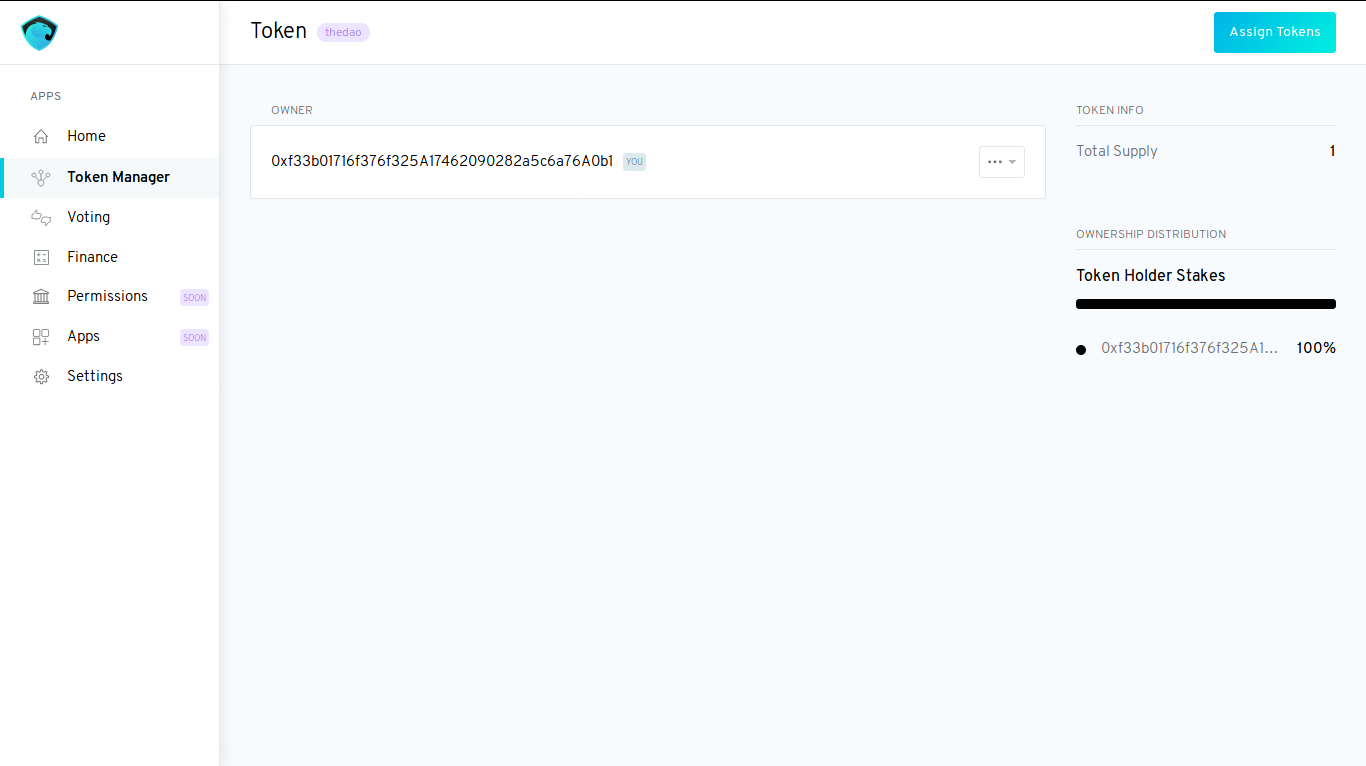 Token thedao
Assign Tokens
APPS
Home
Token Manager
Voting
Finance
Permissions SOON
Apps SOON
Settings
OWNER
0xf33b01716f376f325A17462090282a5c6a76A0b1 YOU
TOKEN INFO
Total Supply 1
OWNERSHIP DISTRIBUTION
Token Holder Stakes
0xf33b01716f376f325A1... 100%